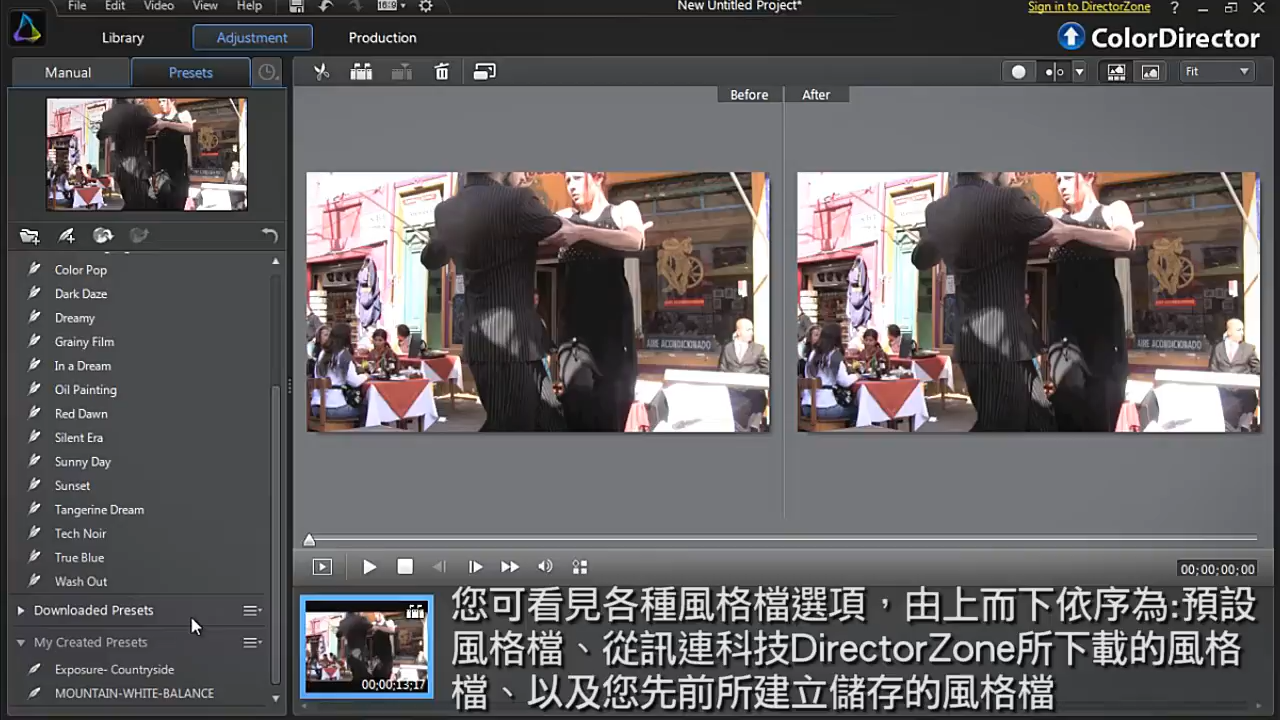 File Edit Video View Help 16:9 New Untitled Project* Sign in to DirectorZone ?
Library Adjustment Production ColorDirector
Manual Presets Fit
Before After
AIRE ACONDICIONADO AIRE ACONDICIONADO
Color Pop
Dark Daze
Dreamy
Grainy Film
In a Dream
Oil Painting
Red Dawn
Silent Era
Sunny Day
Sunset
Tangerine Dream
Tech Noir
True Blue
Wash Out
Downloaded Presets
My Created Presets
Exposure- Countryside
MOUNTAIN-WHITE-BALANCE
00;00;00;00
00;00;13;17
您可看見各種風格檔選項，由上而下依序為:預設
風格檔、從訊連科技DirectorZone所下載的風格
檔、以及您先前所建立儲存的風格檔